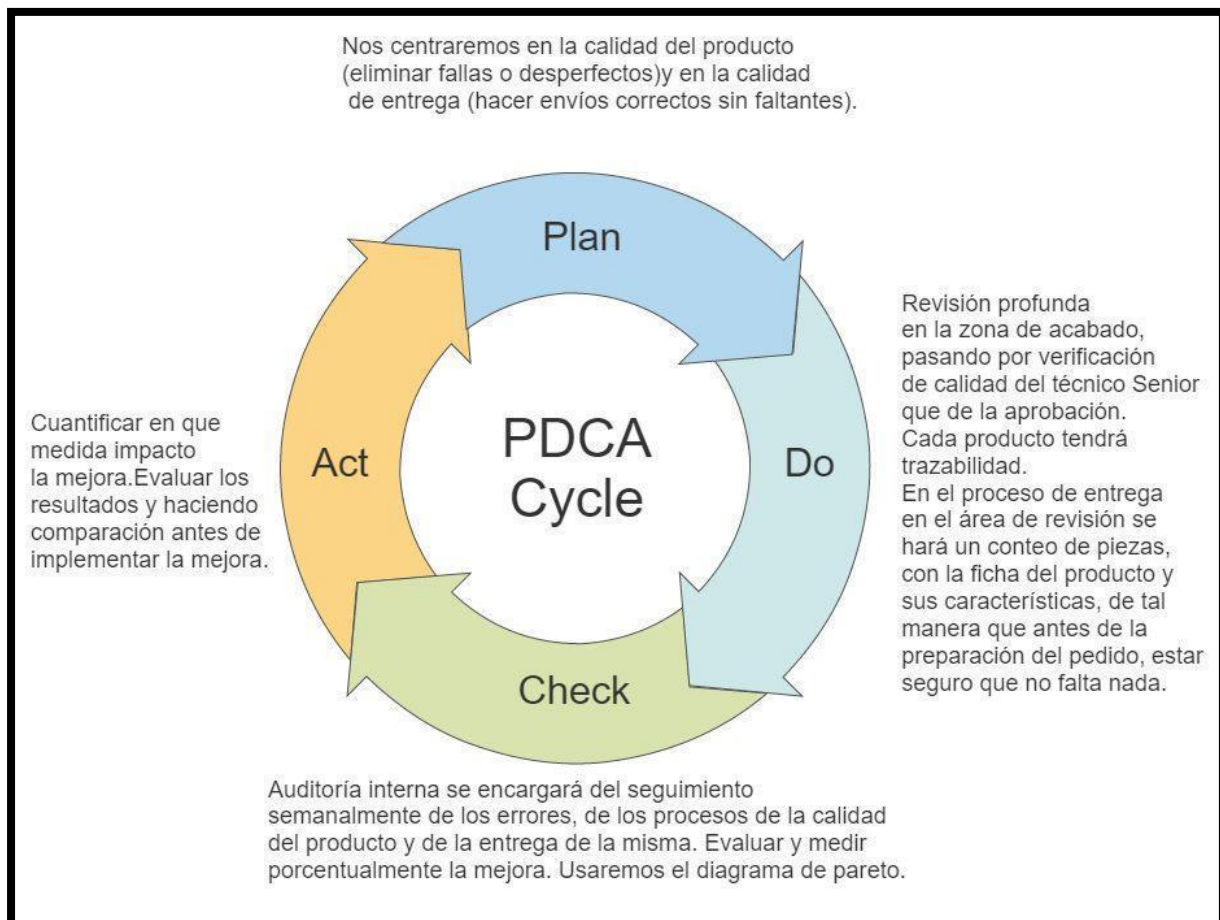 Nos centraremos en la calidad del producto
(eliminar fallas o desperfectos)y en la calidad
de entrega (hacer envíos correctos sin faltantes).
Plan
Revisión profunda
en la zona de acabado,
pasando por verificación
de calidad del técnico Senior
que de la aprobación.
Cada producto tendrá
trazabilidad.
En el proceso de entrega
en el área de revisión se
hará un conteo de piezas,
con la ficha del producto y
sus características, de tal
manera que antes de la
preparación del pedido, estar
seguro que no falta nada.
Do
PDCA
Cycle
Act
Cuantificar en que
medida impacto
la mejora.Evaluar los
resultados y haciendo
comparación antes de
implementar la mejora.
Check
Auditoría interna se encargará del seguimiento
semanalmente de los errores, de los procesos de la calidad
del producto y de la entrega de la misma. Evaluar y medir
porcentualmente la mejora. Usaremos el diagrama de pareto.